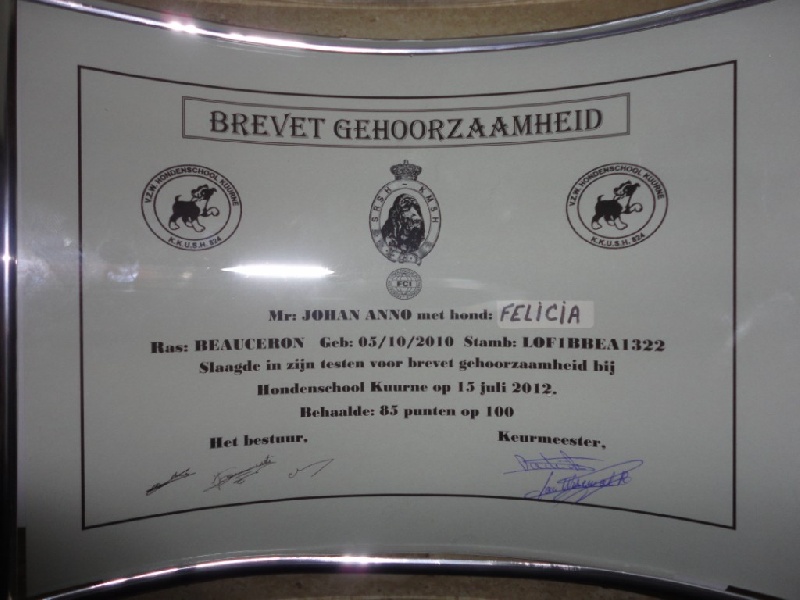 BREVET GEHOORZAAMHEID
V.Z.W HONDENSCHOOL KUURNE
K.K.U.S.H. 824
S R S H - K M S H
FCI
V.Z.W HONDENSCHOOL KUURNE
K.K.U.S.H. 824
Mr: JOHAN ANNO met hond: FELICIA
Ras: BEAUCERON Geb: 05/10/2010 Stamb: LOF1BBEA1322
Slaagde in zijn testen voor brevet gehoorzaamheid bij
Hondenschool Kuurne op 15 juli 2012.
Behaalde: 85 punten op 100
Het bestuur, Keurmeester,